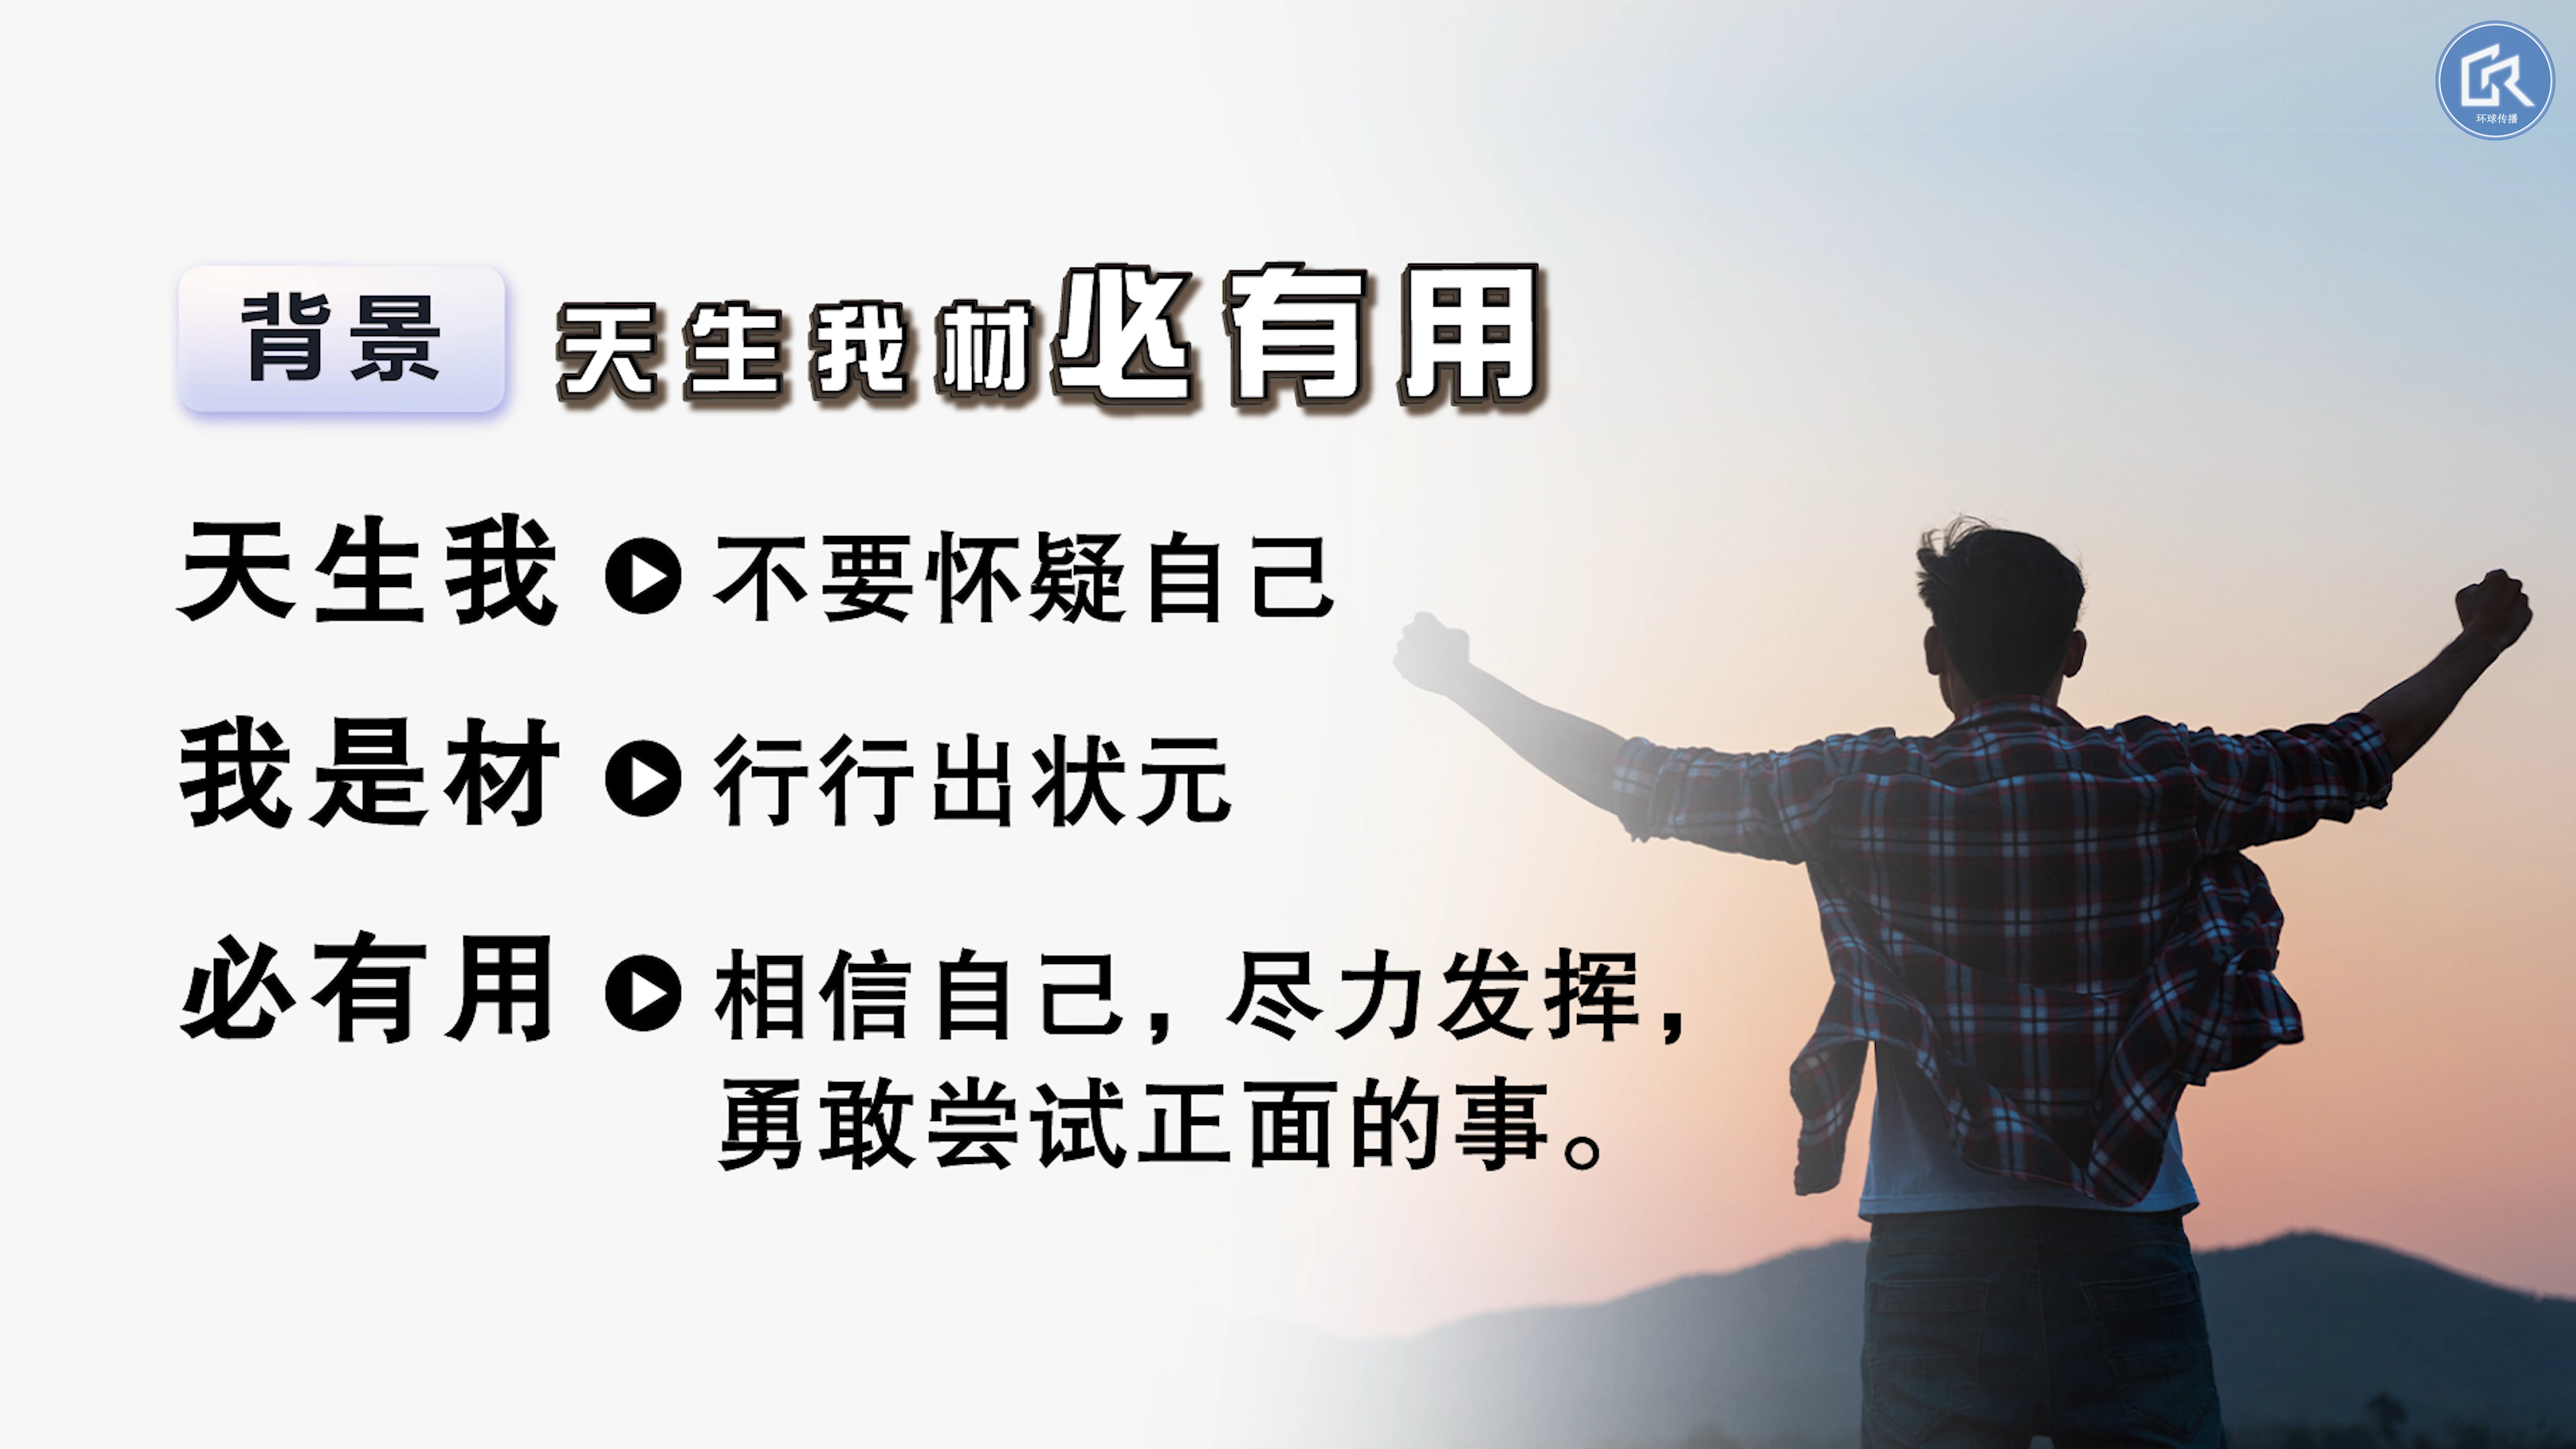 环球传播
背景 天生我材必有用
天生我 不要怀疑自己
我是材 行行出状元
必有用 相信自己，尽力发挥，
勇敢尝试正面的事。